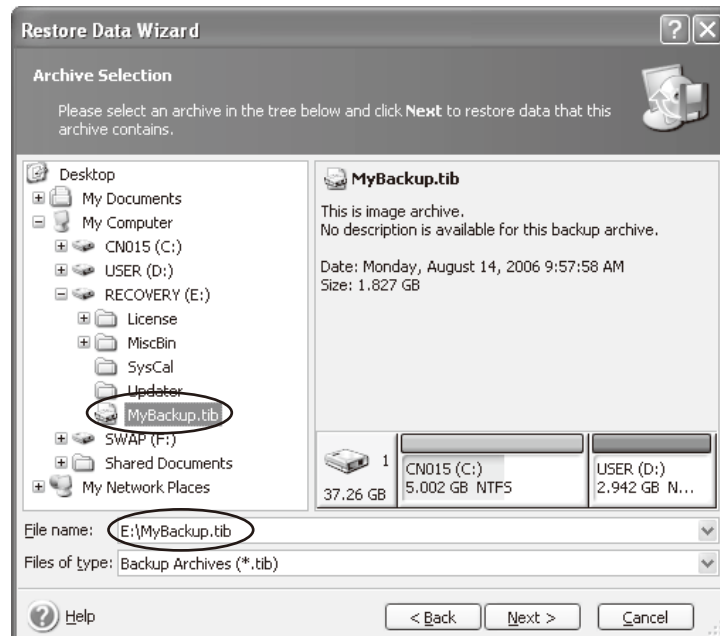 Restore Data Wizard
Archive Selection
Please select an archive in the tree below and click Next to restore data that this
archive contains.
Desktop
My Documents
My Computer
CN015 (C:)
USER (D:)
RECOVERY (E:)
License
MiscBin
SysCal
Updater
MyBackup.tib
SWAP (F:)
Shared Documents
My Network Places
MyBackup.tib
This is image archive.
No description is available for this backup archive.
Date: Monday, August 14, 2006 9:57:58 AM
Size: 1.827 GB
1
37.26 GB
CN015 (C:)
5.002 GB NTFS
USER (D:)
2.942 GB N...
File name: E:\MyBackup.tib
Files of type: Backup Archives (*.tib)
Help
< Back
Next >
Cancel